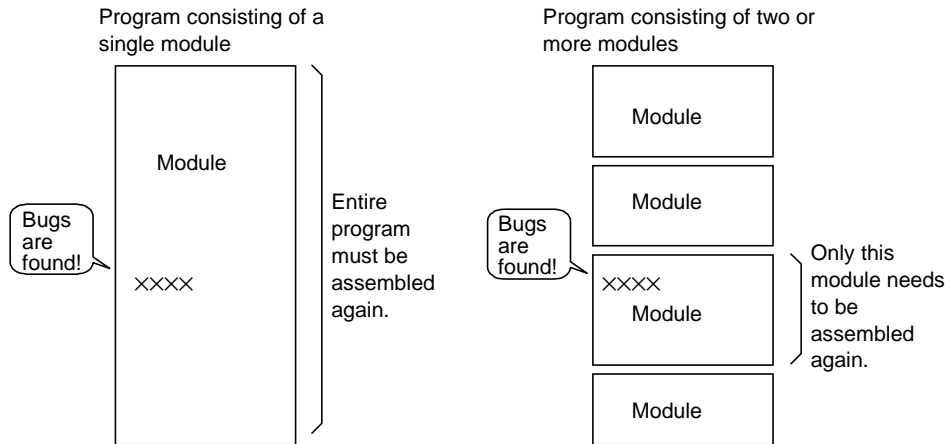 Program consisting of a
single module
Module
Bugs
are
found!
××××
Entire
program
must be
assembled
again.
Program consisting of two or
more modules
Module
Module
Bugs
are
found!
××××
Module
Only this
module needs
to be
assembled
again.
Module